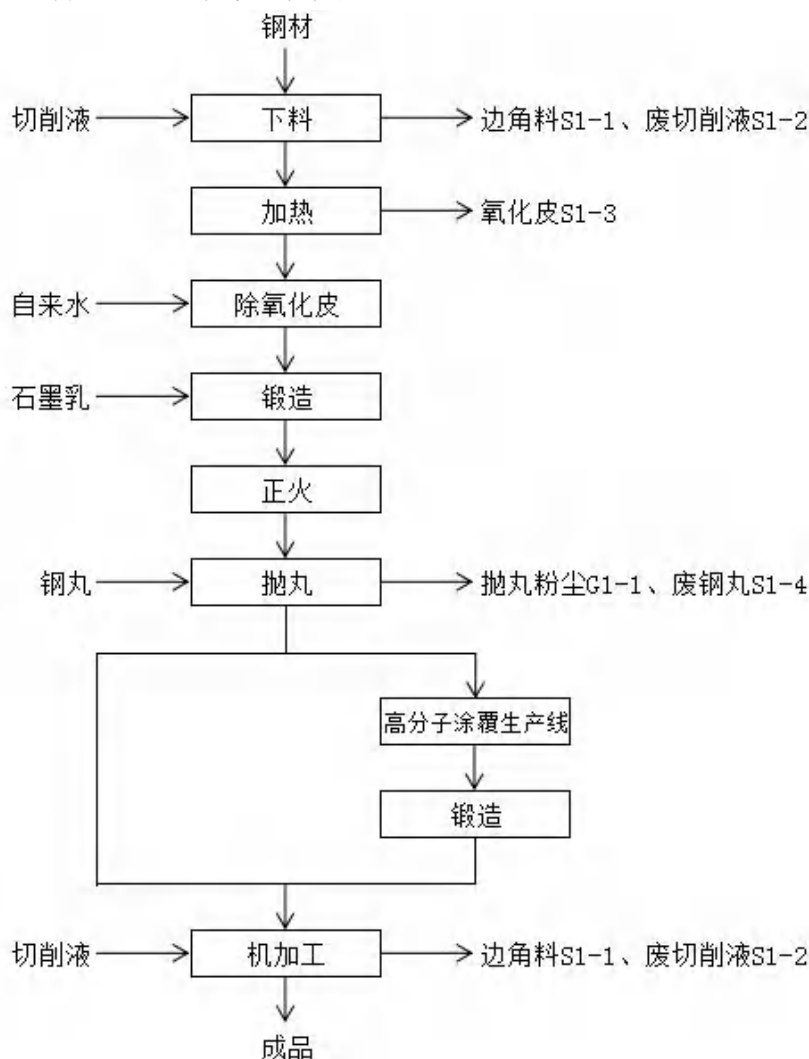 钢材
切削液 下料 边角料S1-1、废切削液S1-2
加热 氧化皮S1-3
自来水 除氧化皮
石墨乳 锻造
正火
钢丸 抛丸 抛丸粉尘G1-1、废钢丸S1-4
高分子涂覆生产线
锻造
切削液 机加工 边角料S1-1、废切削液S1-2
成品